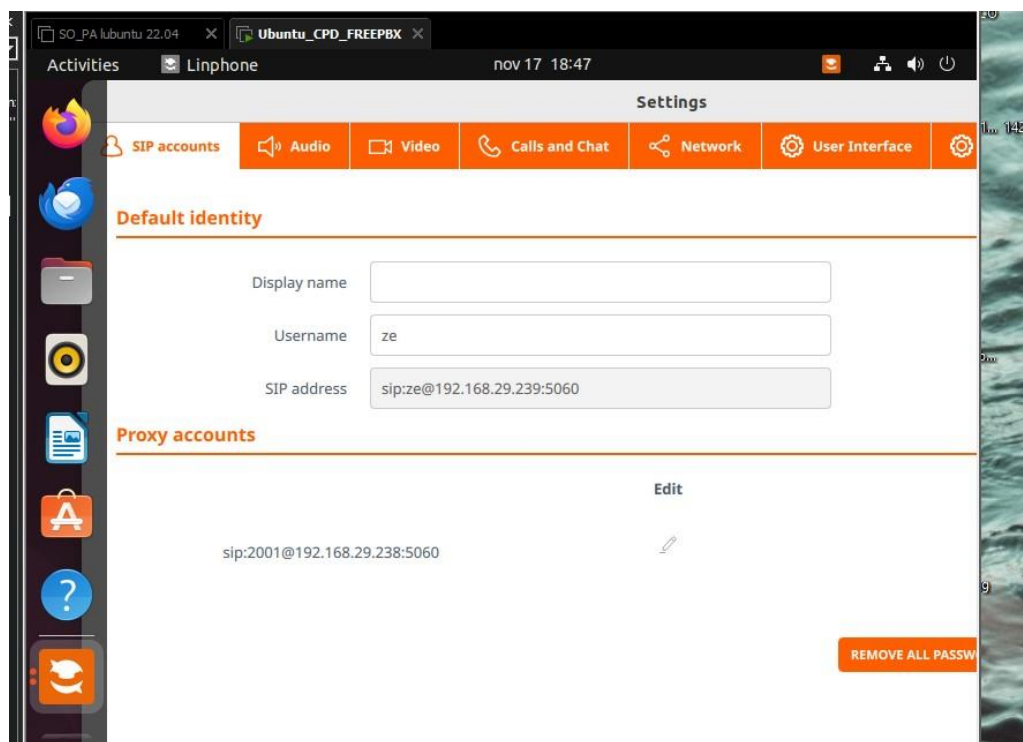 SO_PA lubuntu 22.04
Ubuntu_CPD_FREEPBX
Activities Linphone nov 17 18:47
Settings
SIP accounts Audio Video Calls and Chat Network User Interface
Default identity
Display name
Username ze
SIP address sip:ze@192.168.29.239:5060
Proxy accounts
Edit
sip:2001@192.168.29.238:5060
REMOVE ALL PASSW